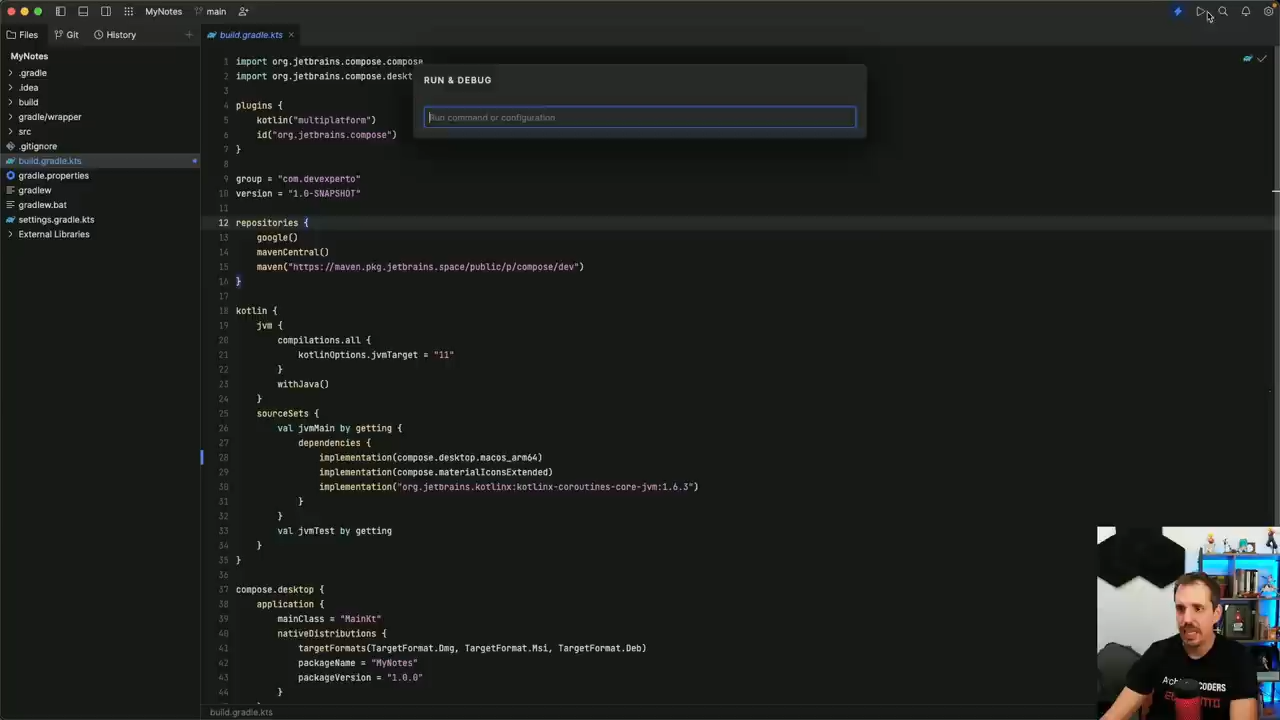 MyNotes
main
Files
Git
History
build.gradle.kts
MyNotes
.gradle
.idea
build
gradle/wrapper
src
.gitignore
build.gradle.kts
gradle.properties
gradlew
gradlew.bat
settings.gradle.kts
External Libraries
RUN & DEBUG
Run command or configuration
1 import org.jetbrains.compose.compose
2 import org.jetbrains.compose.deskt
3
4 plugins {
5 kotlin("multiplatform")
6 id("org.jetbrains.compose")
7 }
8
9 group = "com.devexperto"
10 version = "1.0-SNAPSHOT"
11
12 repositories {
13 google()
14 mavenCentral()
15 maven("https://maven.pkg.jetbrains.space/public/p/compose/dev")
16 }
17
18 kotlin {
19 jvm {
20 compilations.all {
21 kotlinOptions.jvmTarget = "11"
22 }
23 withJava()
24 }
25 sourceSets {
26 val jvmMain by getting {
27 dependencies {
28 implementation(compose.desktop.macos_arm64)
29 implementation(compose.materialIconsExtended)
30 implementation("org.jetbrains.kotlinx:kotlinx-coroutines-core-jvm:1.6.3")
31 }
32 }
33 val jvmTest by getting
34 }
35 }
36
37 compose.desktop {
38 application {
39 mainClass = "MainKt"
40 nativeDistributions {
41 targetFormats(TargetFormat.Dmg, TargetFormat.Msi, TargetFormat.Deb)
42 packageName = "MyNotes"
43 packageVersion = "1.0.0"
44 }
build.gradle.kts
CODERS